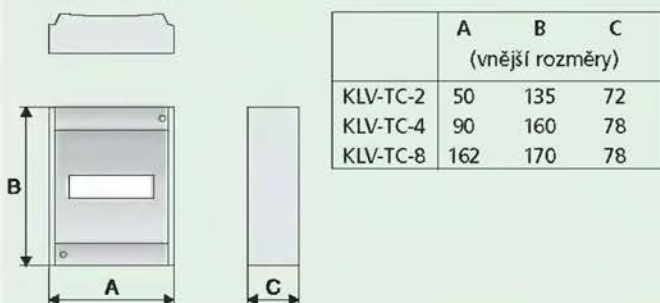 A B C
(vnější rozměry)
KLV-TC-2 50 135 72
KLV-TC-4 90 160 78
KLV-TC-8 162 170 78
B
A
C